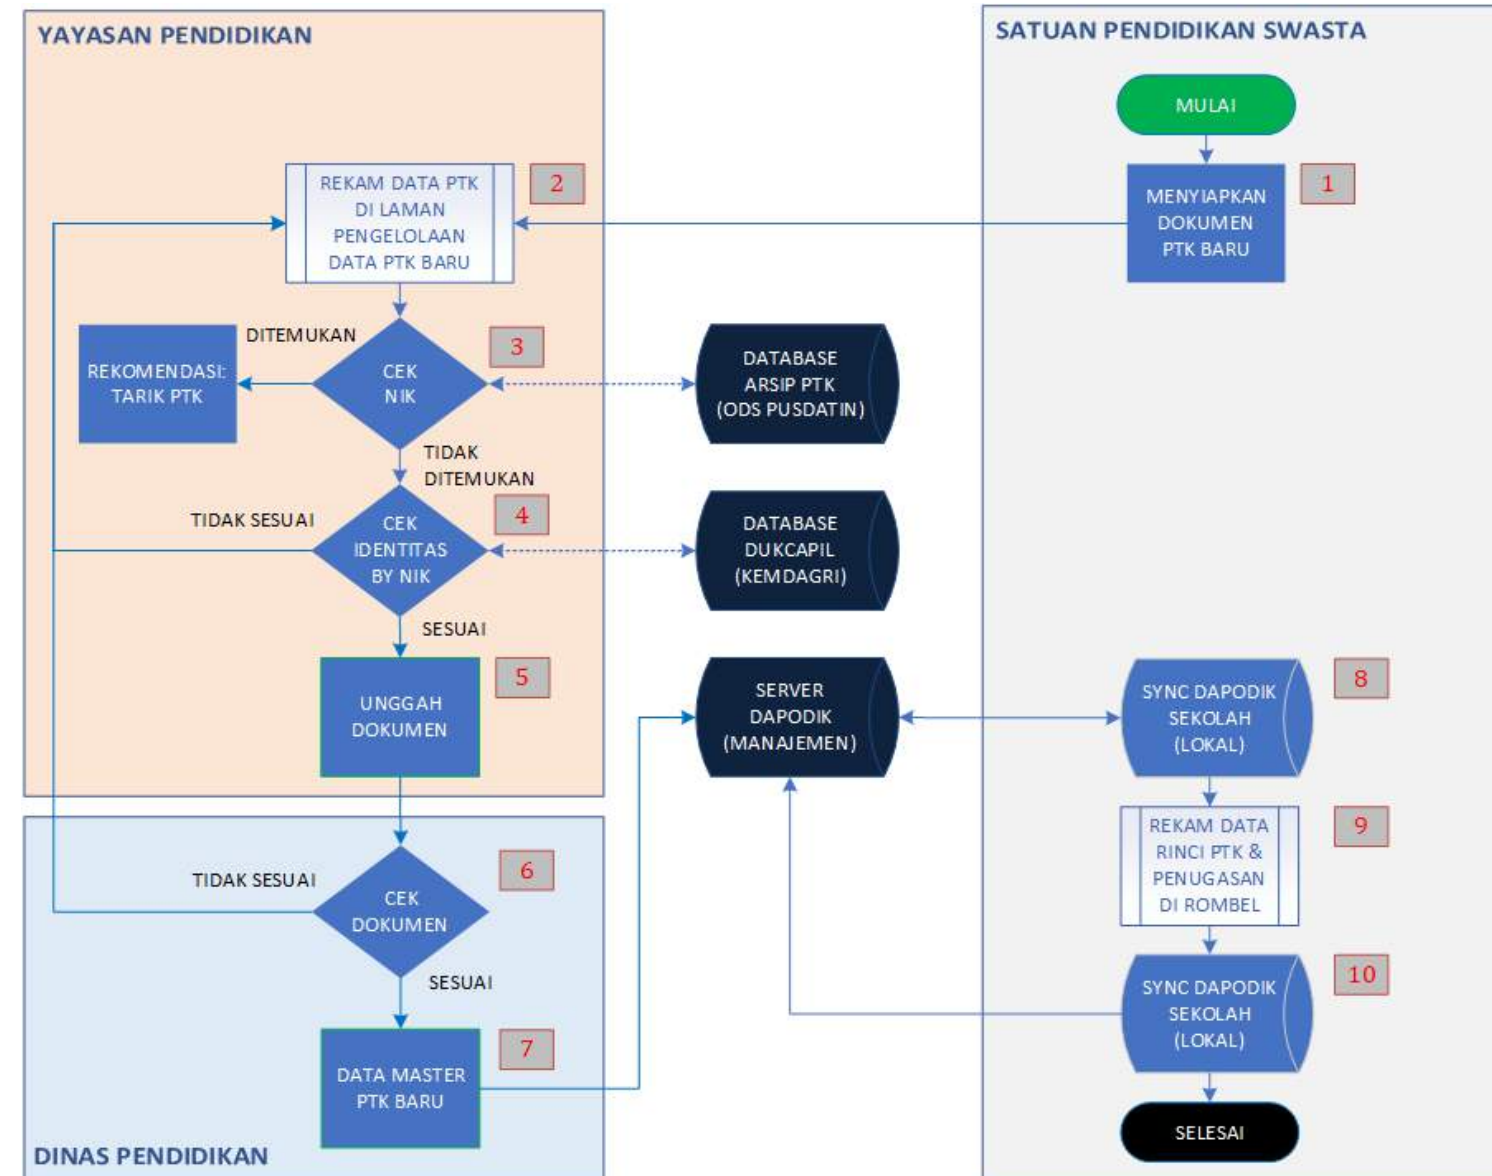 YAYASAN PENDIDIKAN
SATUAN PENDIDIKAN SWASTA
MULAI
1
MENYIAPKAN
DOKUMEN
PTK BARU
2
REKAM DATA PTK
DI LAMAN
PENGELOLAAN
DATA PTK BARU
DITEMUKAN
3
REKOMENDASI:
TARIK PTK
CEK
NIK
DATABASE
ARSIP PTK
(ODS PUSDATIN)
TIDAK
DITEMUKAN
4
TIDAK SESUAI
CEK
IDENTITAS
BY NIK
DATABASE
DUKCAPIL
(KEMDAGRI)
SESUAI
5
UNGGAH
DOKUMEN
SERVER
DAPODIK
(MANAJEMEN)
8
SYNC DAPODIK
SEKOLAH
(LOKAL)
9
REKAM DATA
RINCI PTK &
PENUGASAN
DI ROMBEL
6
TIDAK SESUAI
CEK
DOKUMEN
SESUAI
10
SYNC DAPODIK
SEKOLAH
(LOKAL)
7
DATA MASTER
PTK BARU
SELESAI
DINAS PENDIDIKAN